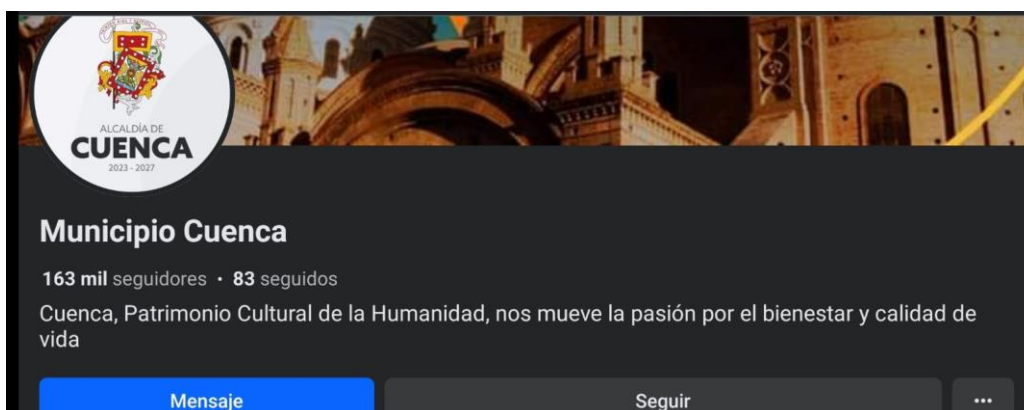 ALCALDÍA DE
CUENCA
2023 - 2027
Municipio Cuenca
163 mil seguidores • 83 seguidos
Cuenca, Patrimonio Cultural de la Humanidad, nos mueve la pasión por el bienestar y calidad de
vida
Mensaje
Seguir